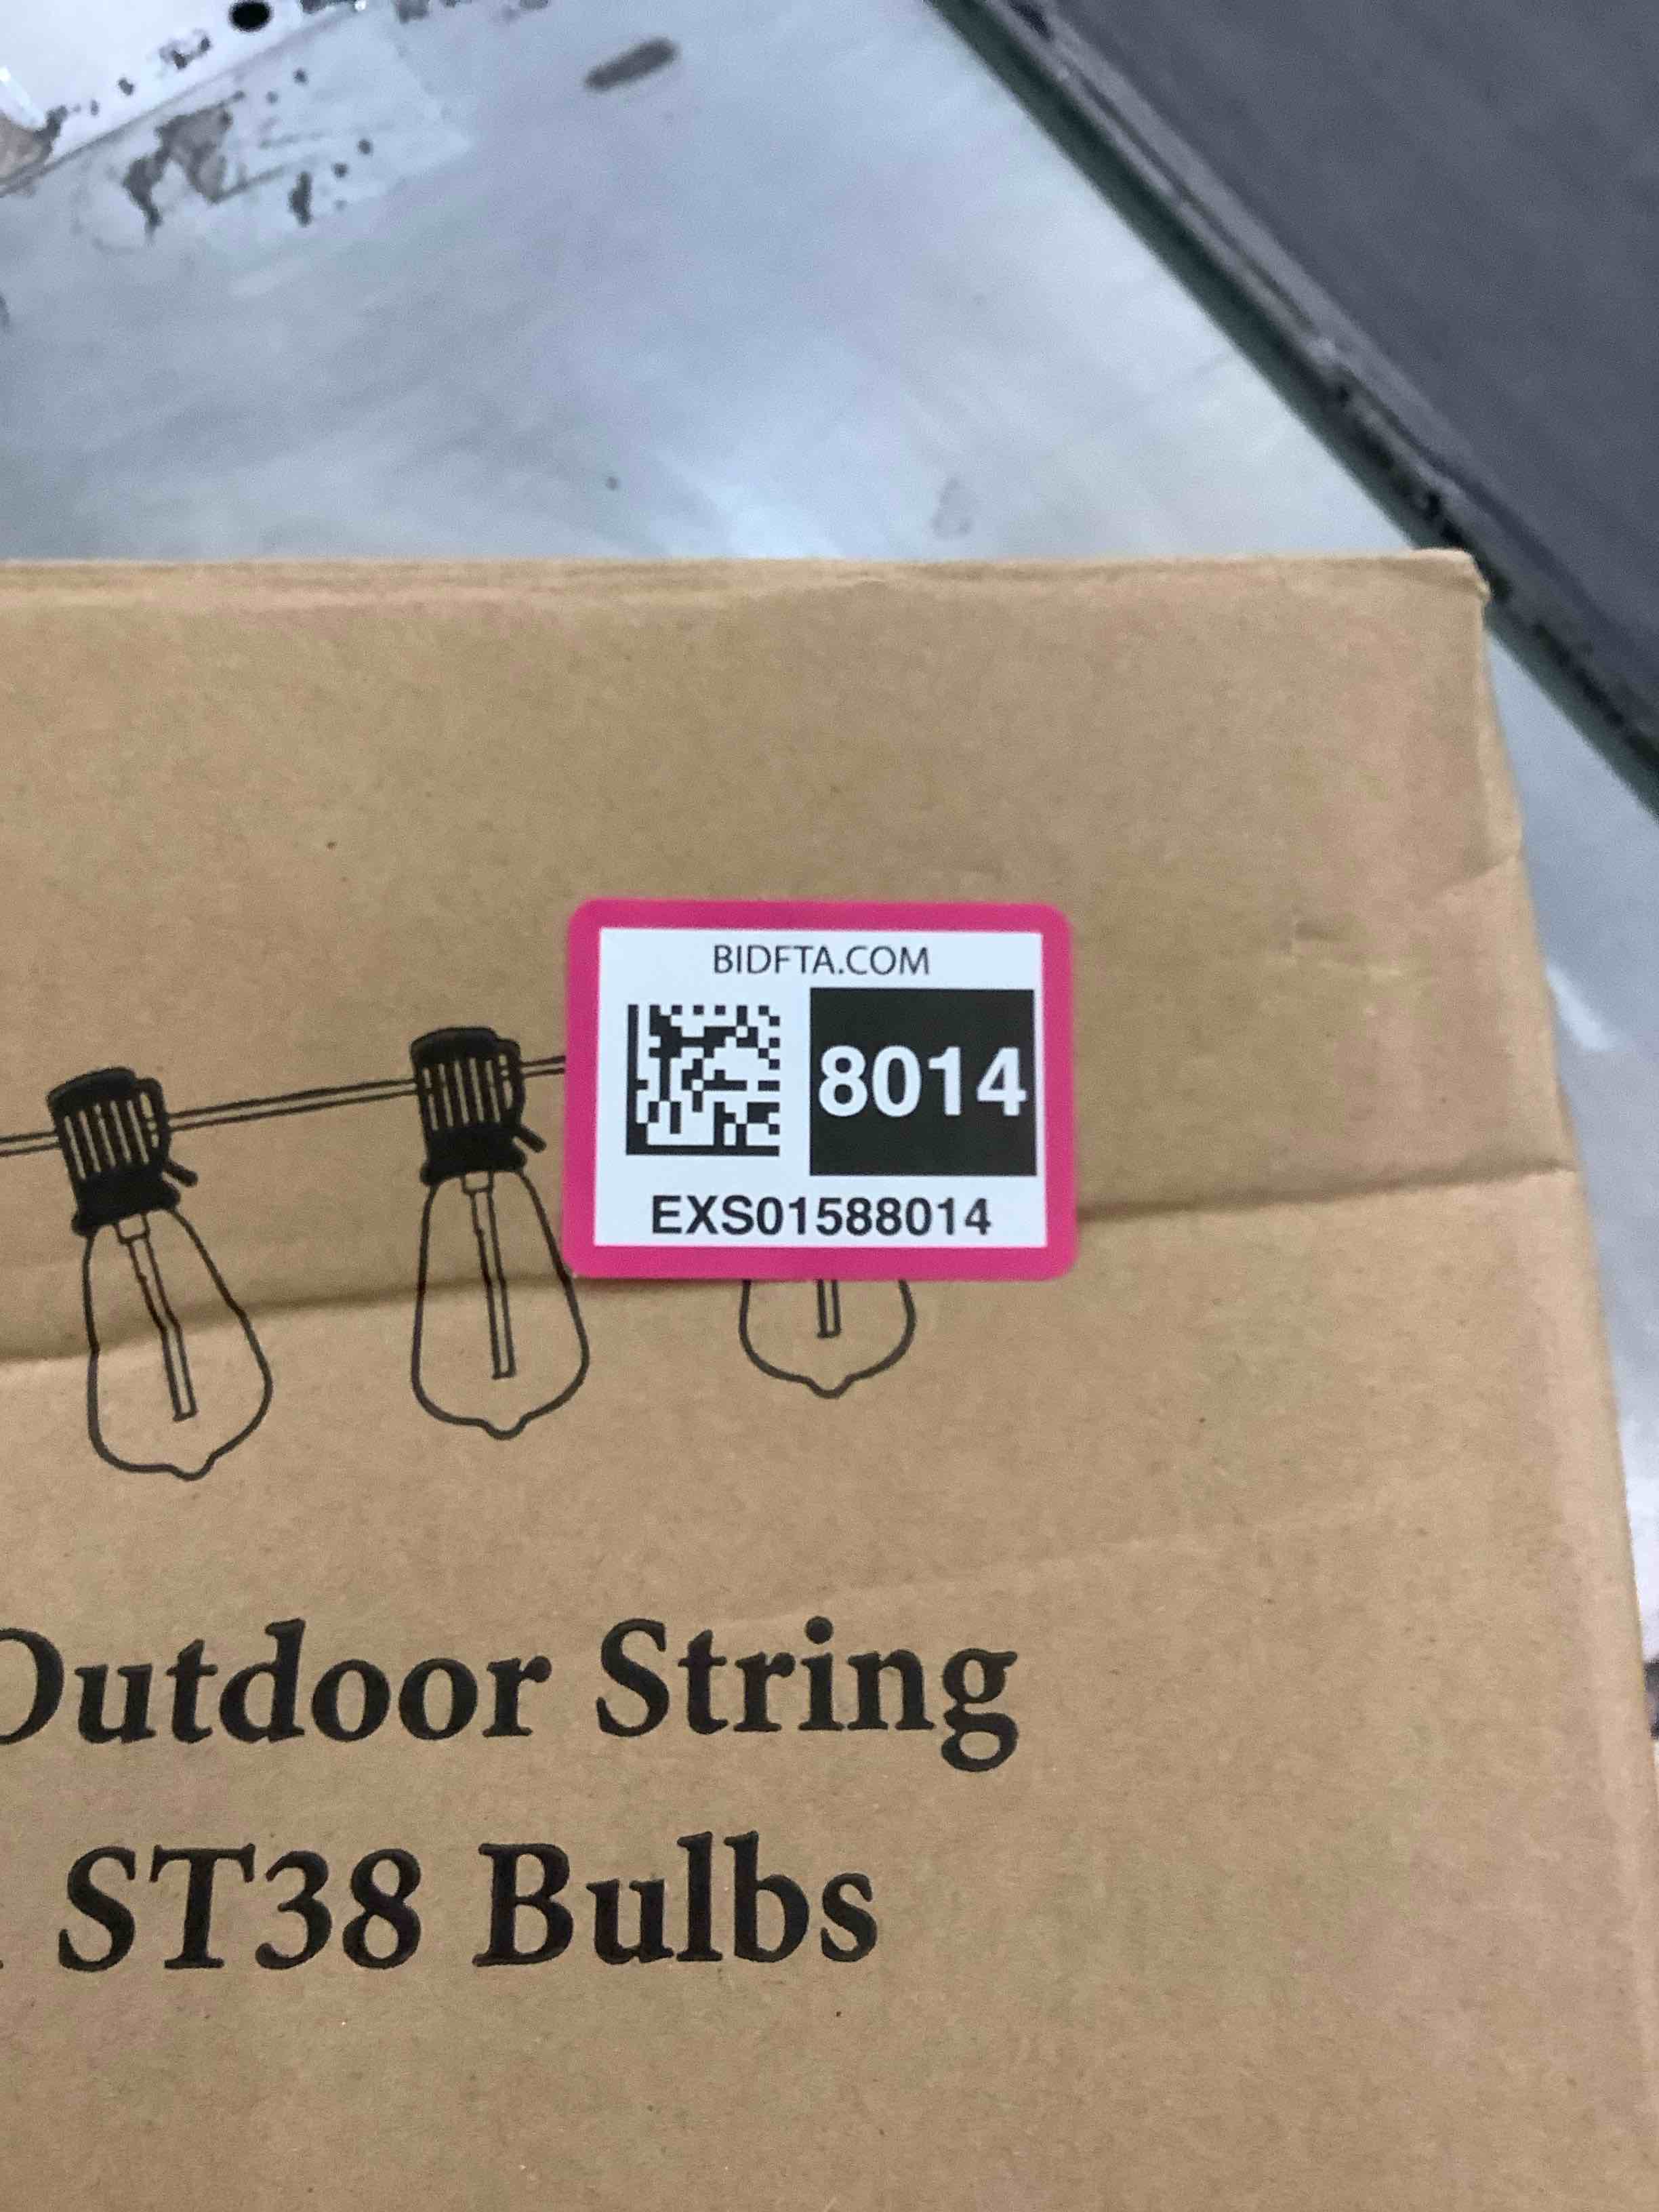 BIDFTA.COM
8014
EXS01588014
Outdoor String
ST38 Bulbs